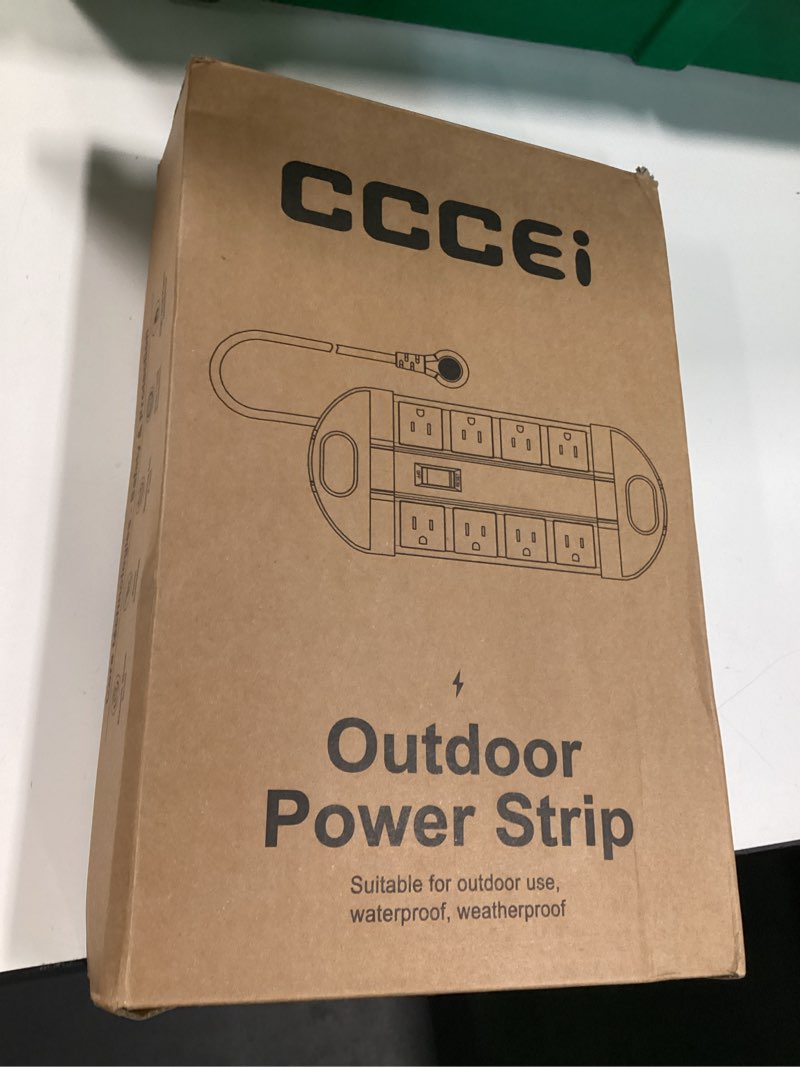 CCCEi
Outdoor
Power Strip
Suitable for outdoor use,
waterproof, weatherproof